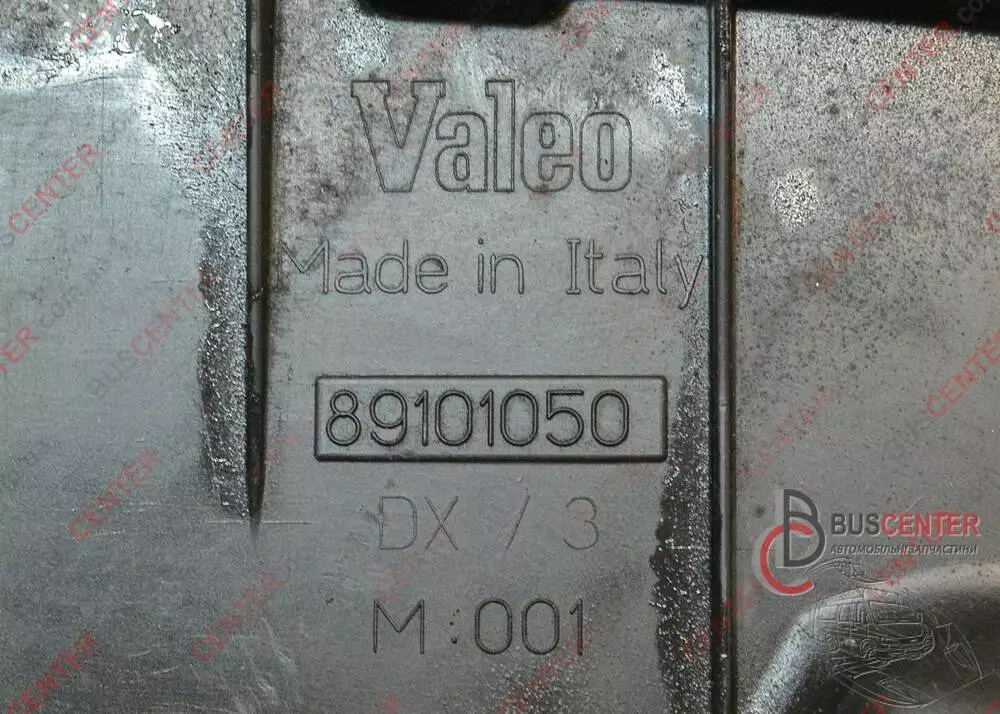 Valeo
Made in Italy
89101050
DX / 3
M:001
BUSCENTER
АВТОМОБІЛЬНІ ЗАПЧАСТИНИ